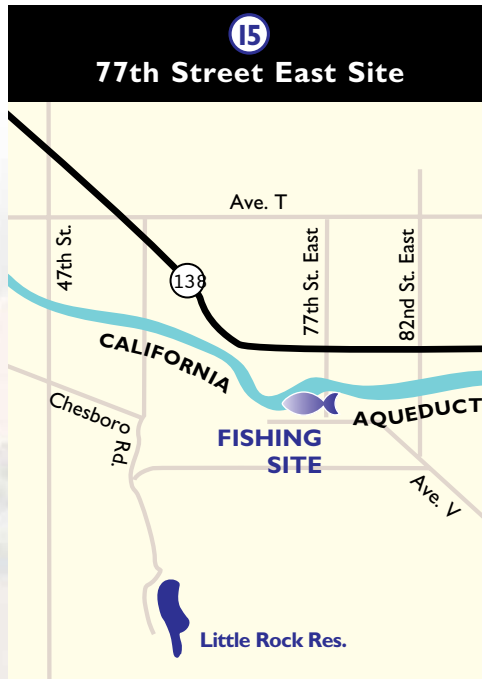 15
77th Street East Site
Ave. T
47th St.
77th St. East
82nd St. East
138
CALIFORNIA
AQUEDUCT
Chesboro
Rd.
FISHING
SITE
Ave. V
Little Rock Res.